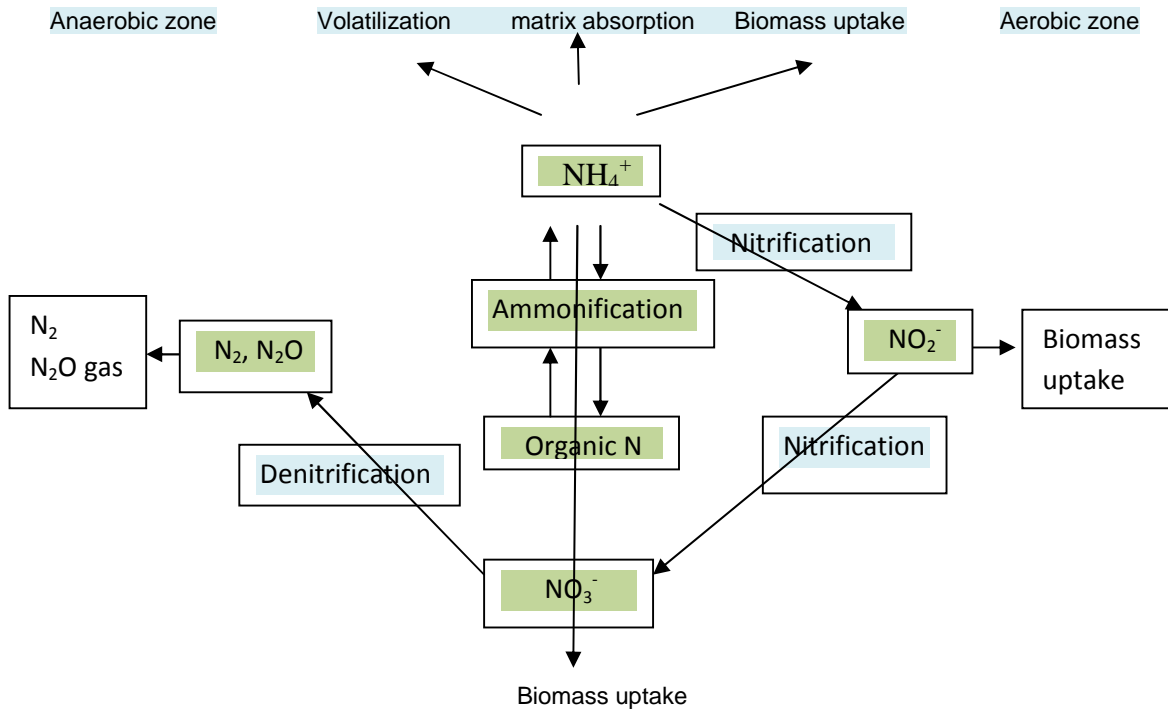 Anaerobic zone Volatilization matrix absorption Biomass uptake Aerobic zone
NH₄⁺
Nitrification
Ammonification
N₂
N₂O gas
N₂, N₂O
NO₂⁻
Biomass
uptake
Organic N
Nitrification
Denitrification
NO₃⁻
Biomass uptake